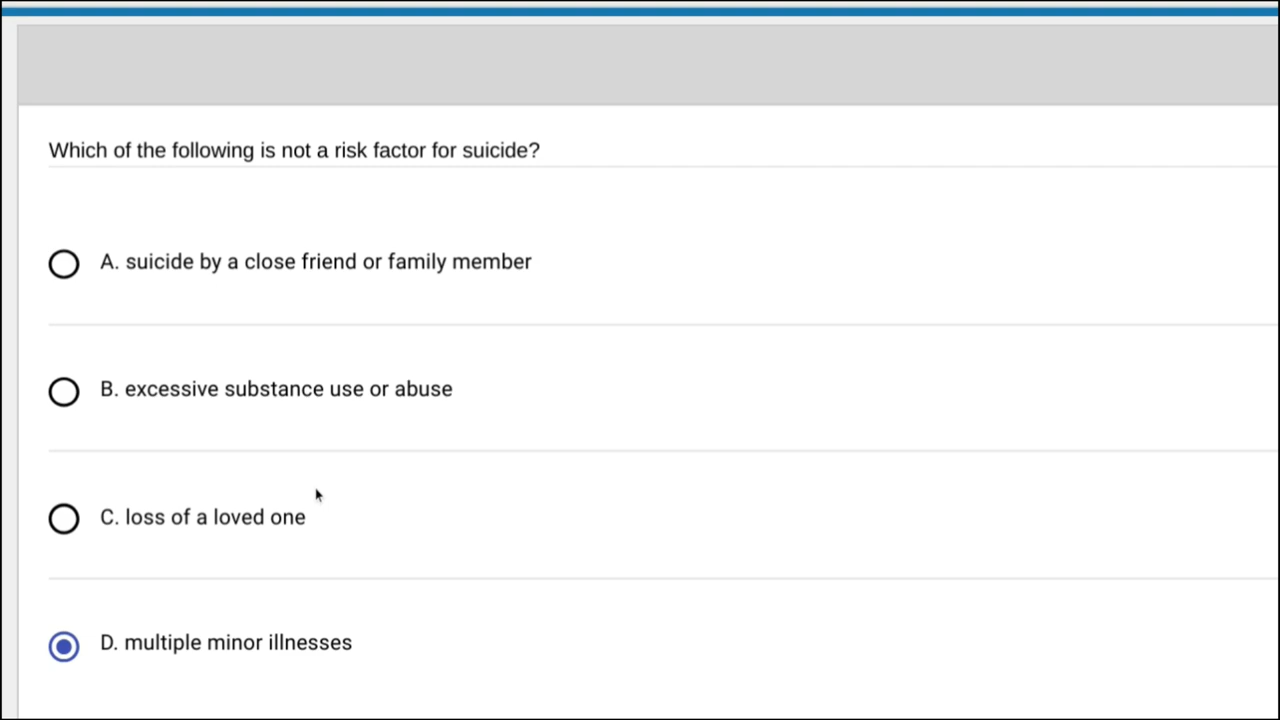 Which of the following is not a risk factor for suicide?
A. suicide by a close friend or family member
B. excessive substance use or abuse
C. loss of a loved one
D. multiple minor illnesses